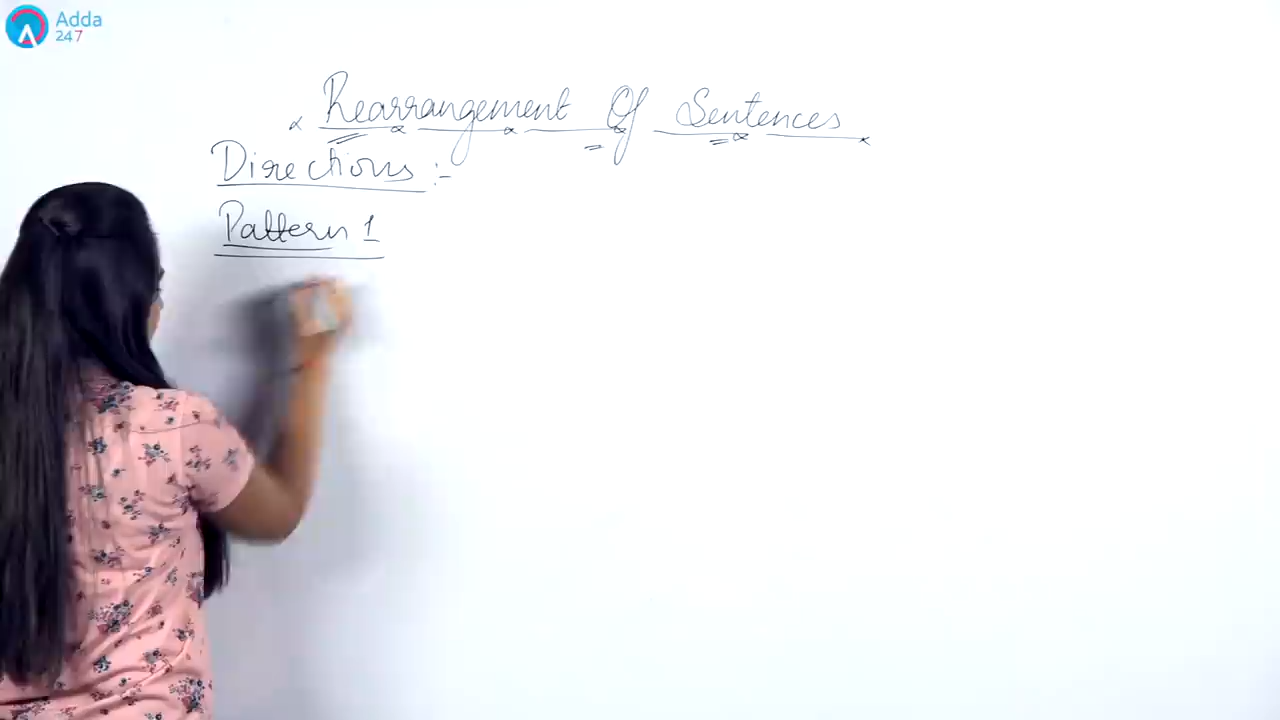 Adda
247
Rearrangement Of Sentences
Directions :-
Pattern 1